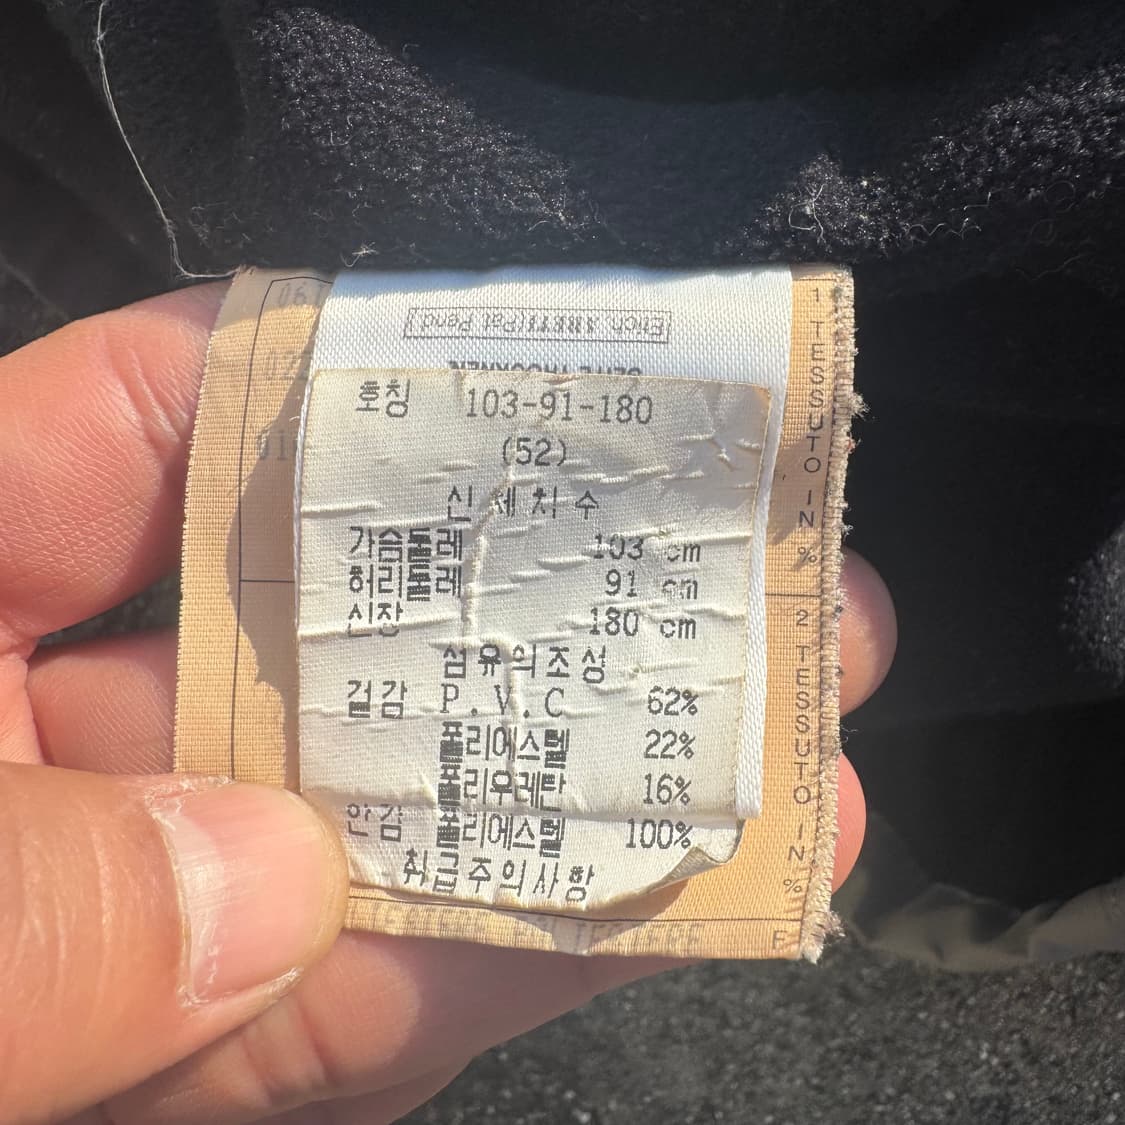 호칭 103-91-180
(52)
신체치수
가슴둘레 103 cm
허리둘레 91 cm
신장 180 cm
섬유의조성
겉감 P.V.C 62%
폴리에스텔 22%
폴리우레탄 16%
안감 폴리에스텔 100%
취급주의사항
1 TESSUTO IN %
2 TESSUTO IN %
F